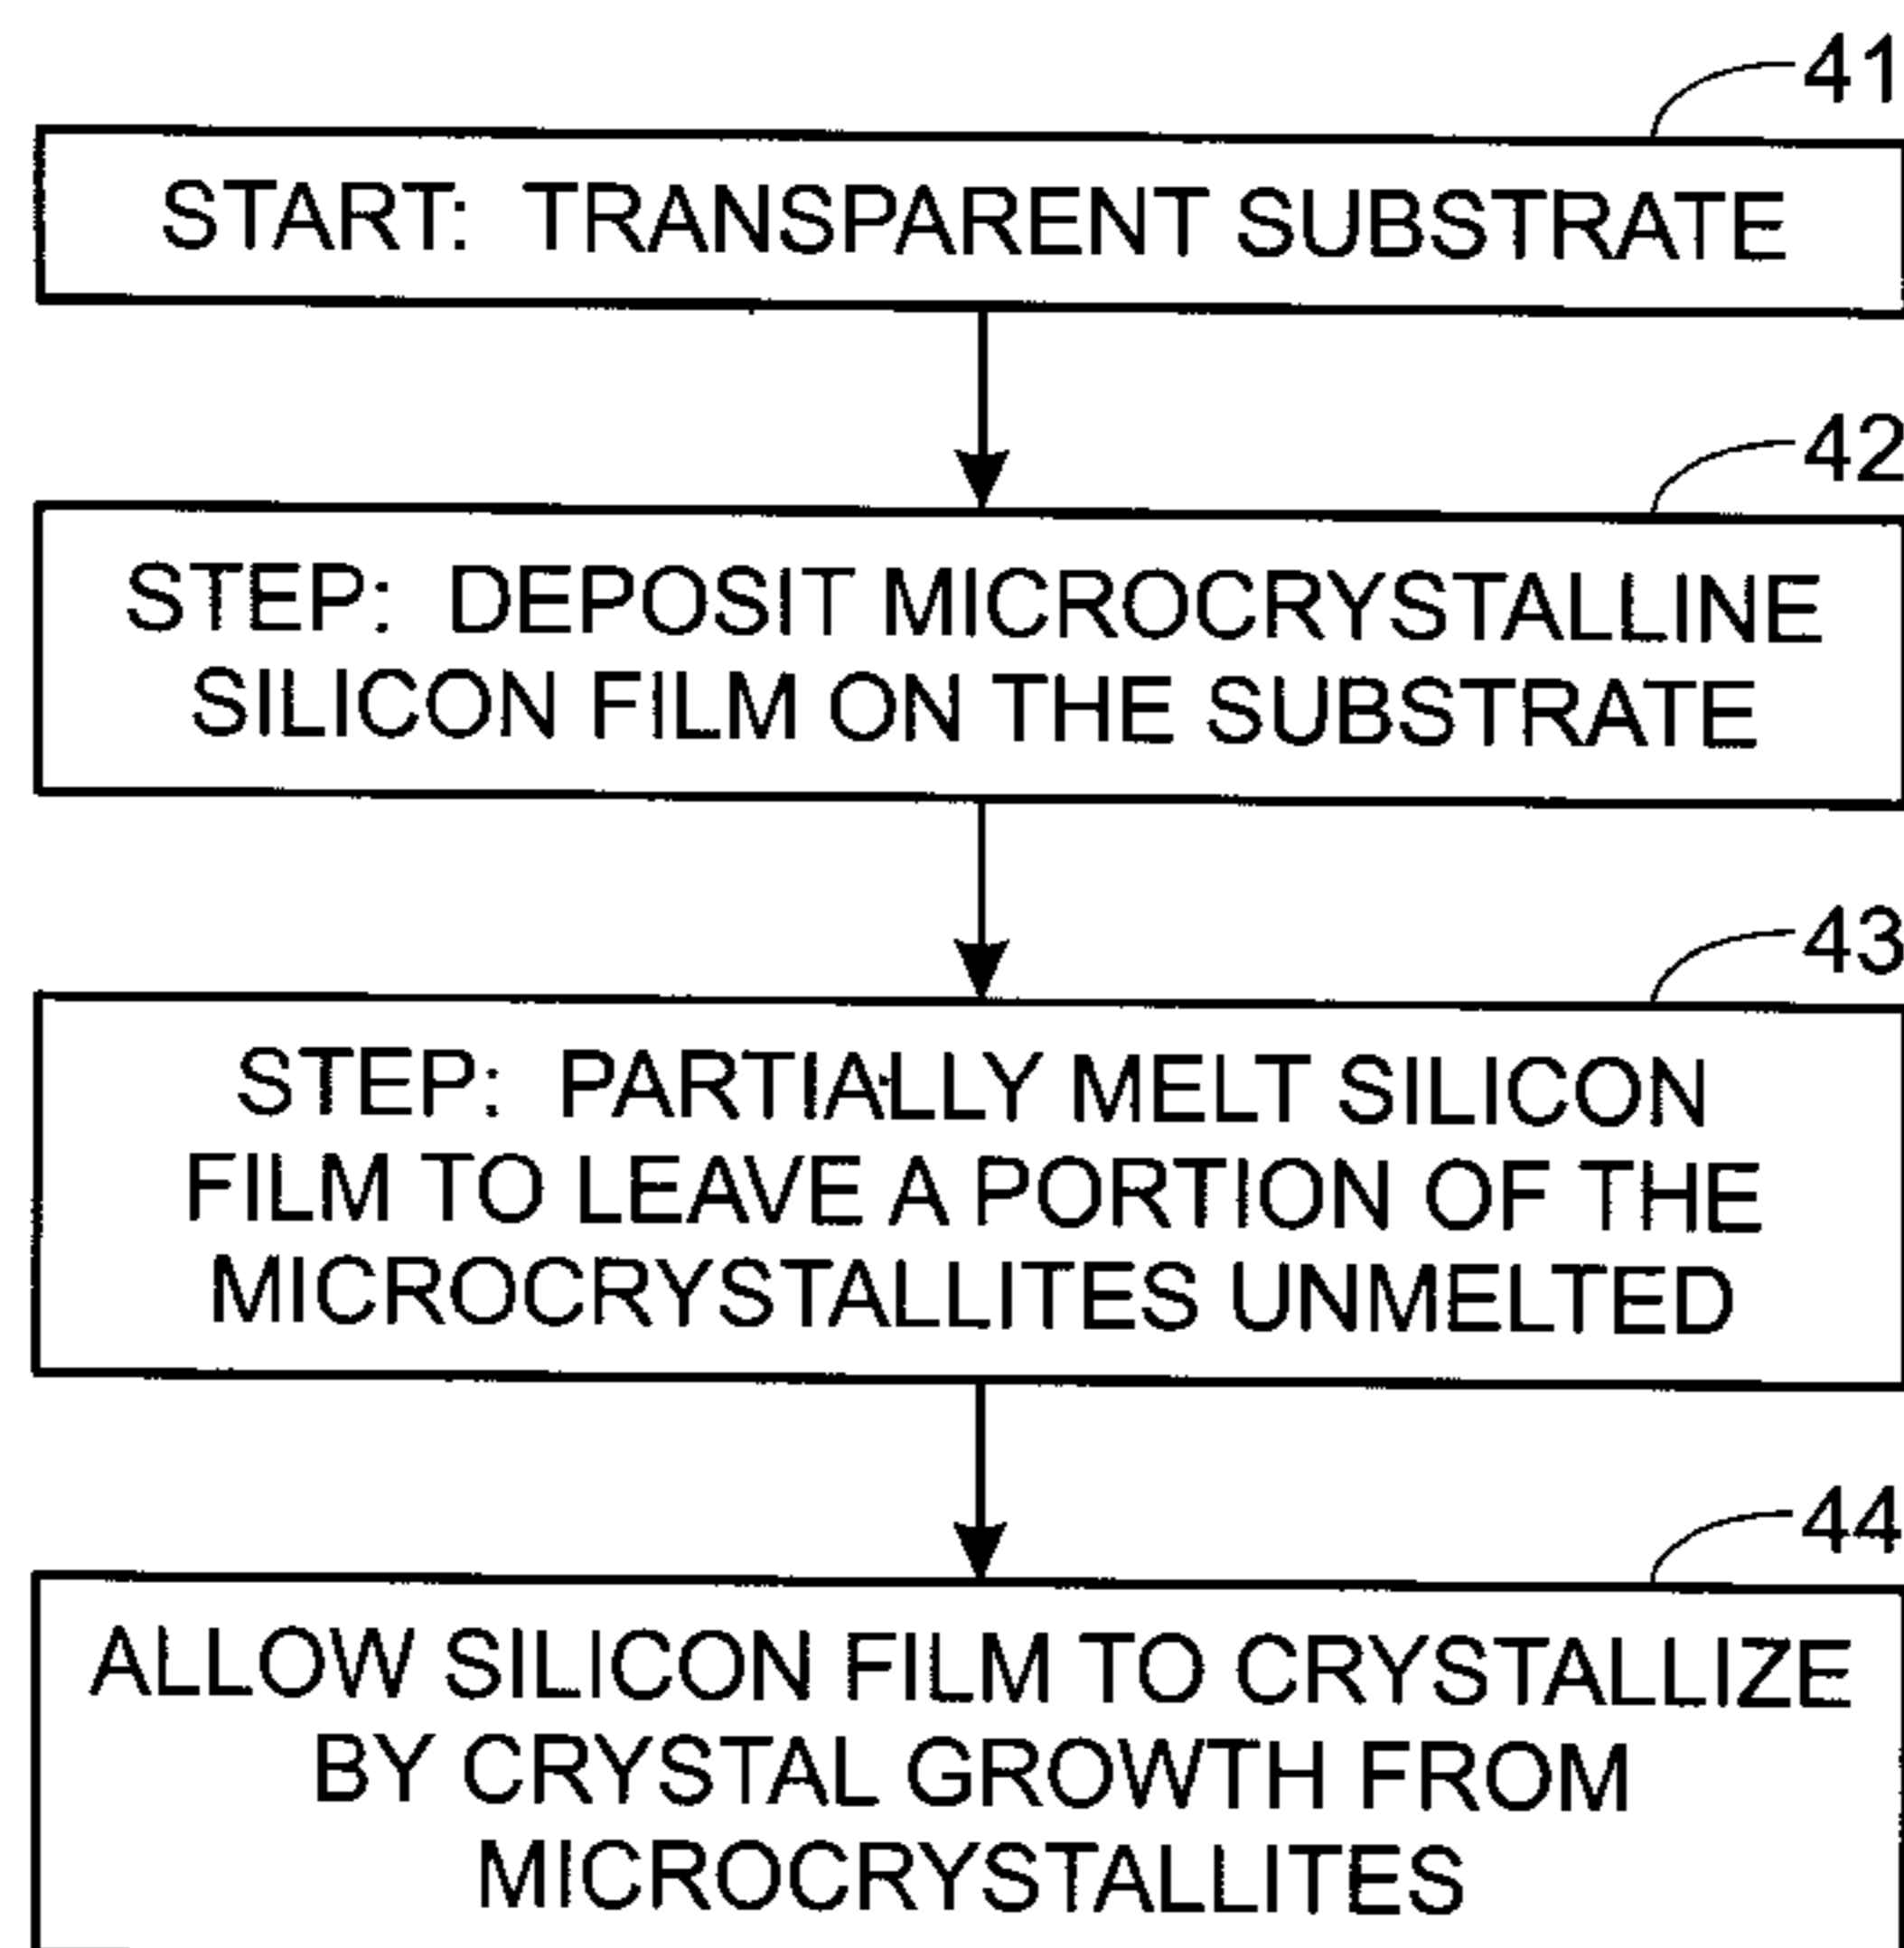 41
START: TRANSPARENT SUBSTRATE
42
STEP: DEPOSIT MICROCRYSTALLINE
SILICON FILM ON THE SUBSTRATE
43
STEP: PARTIALLY MELT SILICON
FILM TO LEAVE A PORTION OF THE
MICROCRYSTALLITES UNMELTED
44
ALLOW SILICON FILM TO CRYSTALLIZE
BY CRYSTAL GROWTH FROM
MICROCRYSTALLITES